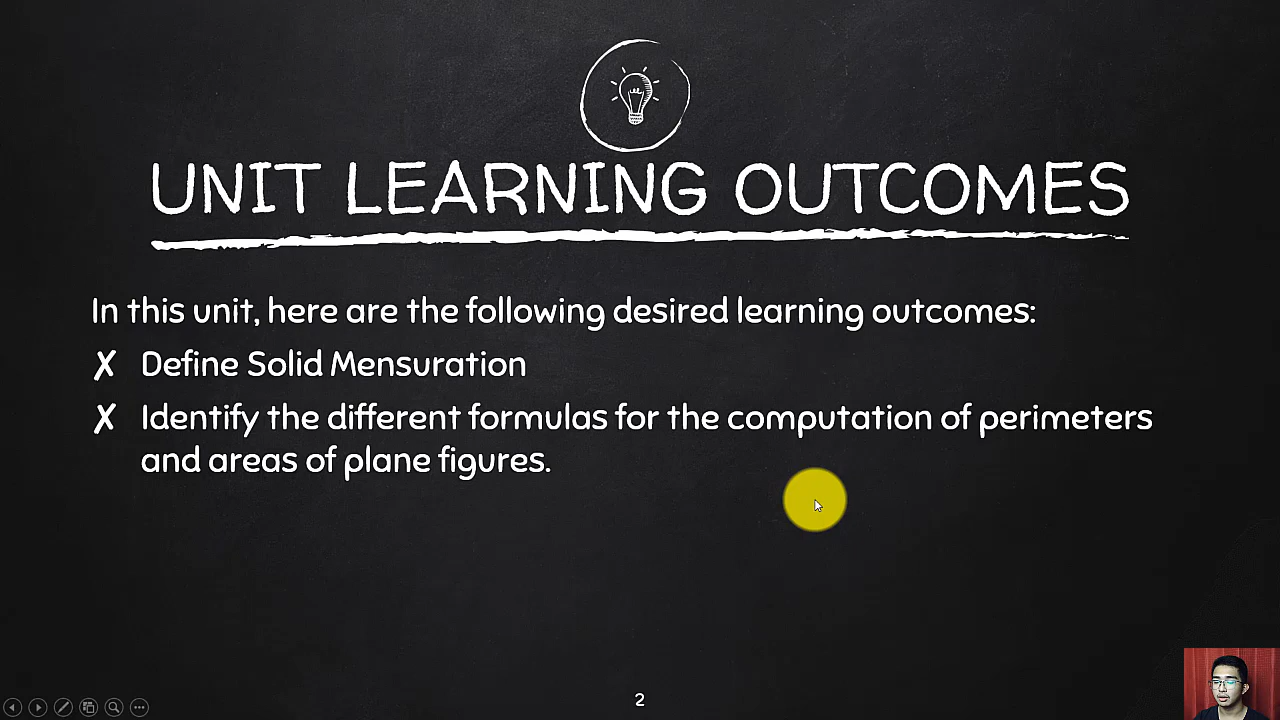 UNIT LEARNING OUTCOMES
In this unit, here are the following desired learning outcomes:
✗ Define Solid Mensuration
✗ Identify the different formulas for the computation of perimeters
and areas of plane figures.
2